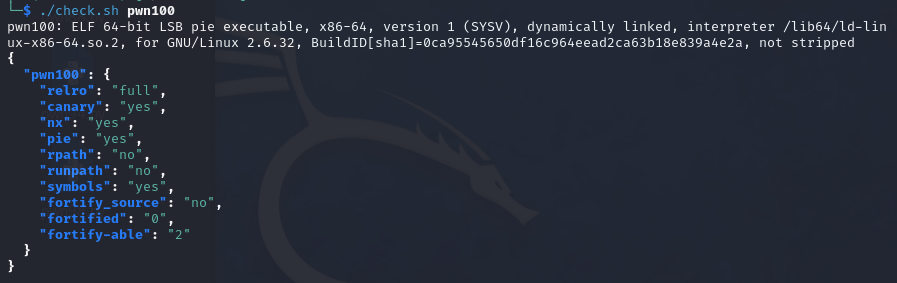 └─$ ./check.sh pwn100
pwn100: ELF 64-bit LSB pie executable, x86-64, version 1 (SYSV), dynamically linked, interpreter /lib64/ld-lin
ux-x86-64.so.2, for GNU/Linux 2.6.32, BuildID[sha1]=0ca95545650df16c964eead2ca63b18e839a4e2a, not stripped
{
  "pwn100": {
    "relro": "full",
    "canary": "yes",
    "nx": "yes",
    "pie": "yes",
    "rpath": "no",
    "runpath": "no",
    "symbols": "yes",
    "fortify_source": "no",
    "fortified": "0",
    "fortify-able": "2"
  }
}